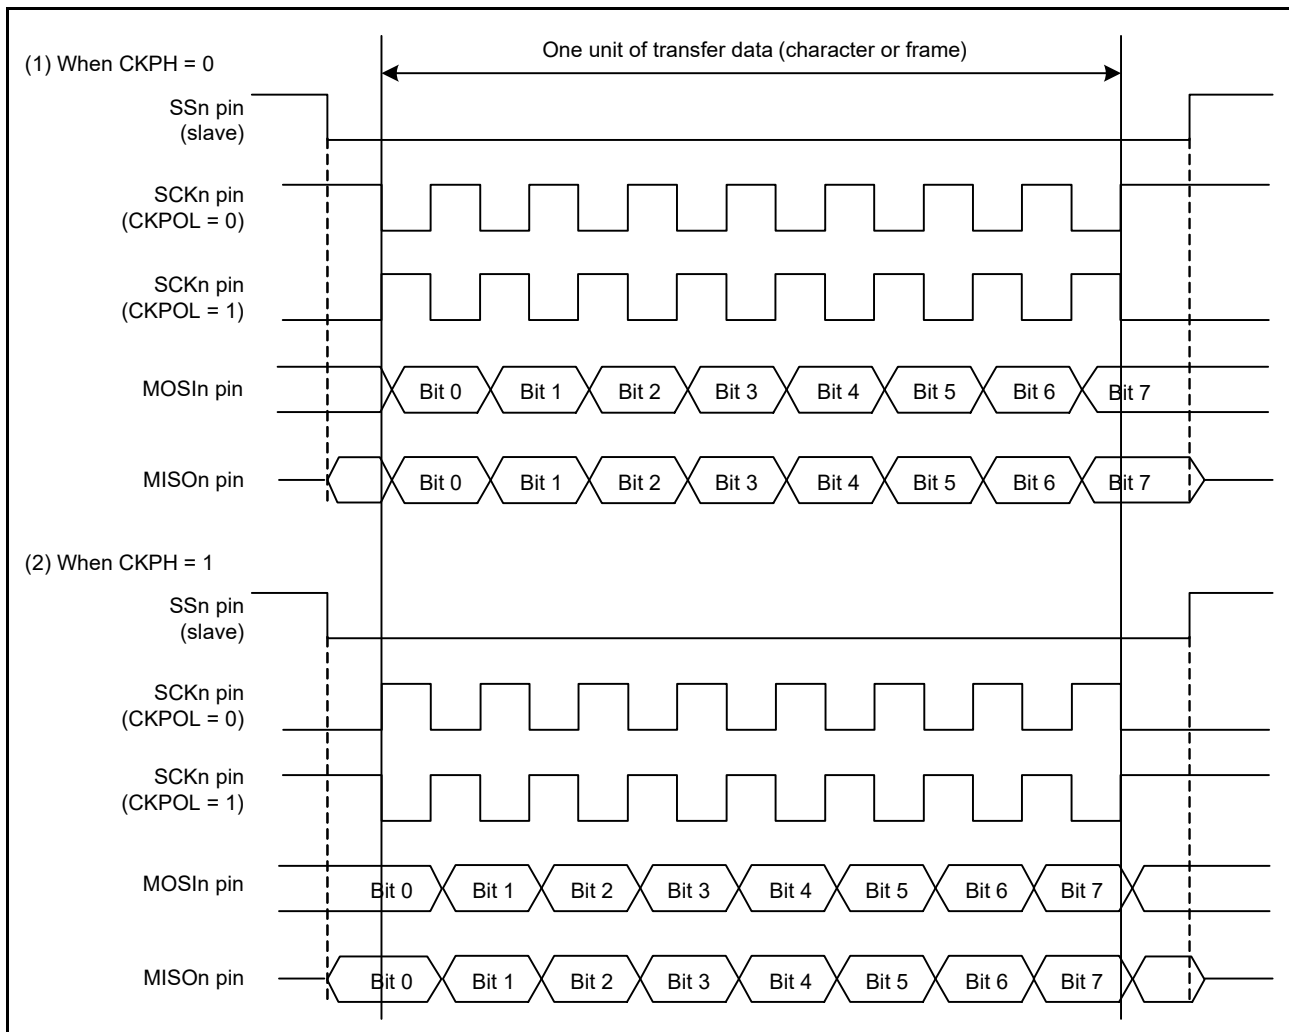 One unit of transfer data (character or frame)
(1) When CKPH = 0
SSn pin
(slave)
SCKn pin
(CKPOL = 0)
SCKn pin
(CKPOL = 1)
MOSIn pin
Bit 0 Bit 1 Bit 2 Bit 3 Bit 4 Bit 5 Bit 6 Bit 7
MISOn pin
Bit 0 Bit 1 Bit 2 Bit 3 Bit 4 Bit 5 Bit 6 Bit 7
(2) When CKPH = 1
SSn pin
(slave)
SCKn pin
(CKPOL = 0)
SCKn pin
(CKPOL = 1)
MOSIn pin
Bit 0 Bit 1 Bit 2 Bit 3 Bit 4 Bit 5 Bit 6 Bit 7
MISOn pin
Bit 0 Bit 1 Bit 2 Bit 3 Bit 4 Bit 5 Bit 6 Bit 7